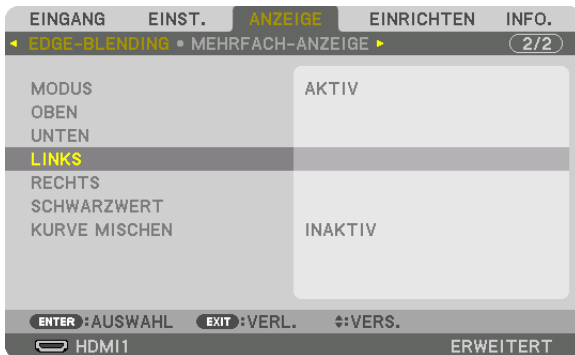 EINGANG EINST. ANZEIGE EINRICHTEN INFO.
EDGE-BLENDING • MEHRFACH-ANZEIGE 2/2
MODUS AKTIV
OBEN
UNTEN
LINKS
RECHTS
SCHWARZWERT
KURVE MISCHEN INAKTIV
ENTER :AUSWAHL EXIT :VERL. :VERS.
HDMI1 ERWEITERT